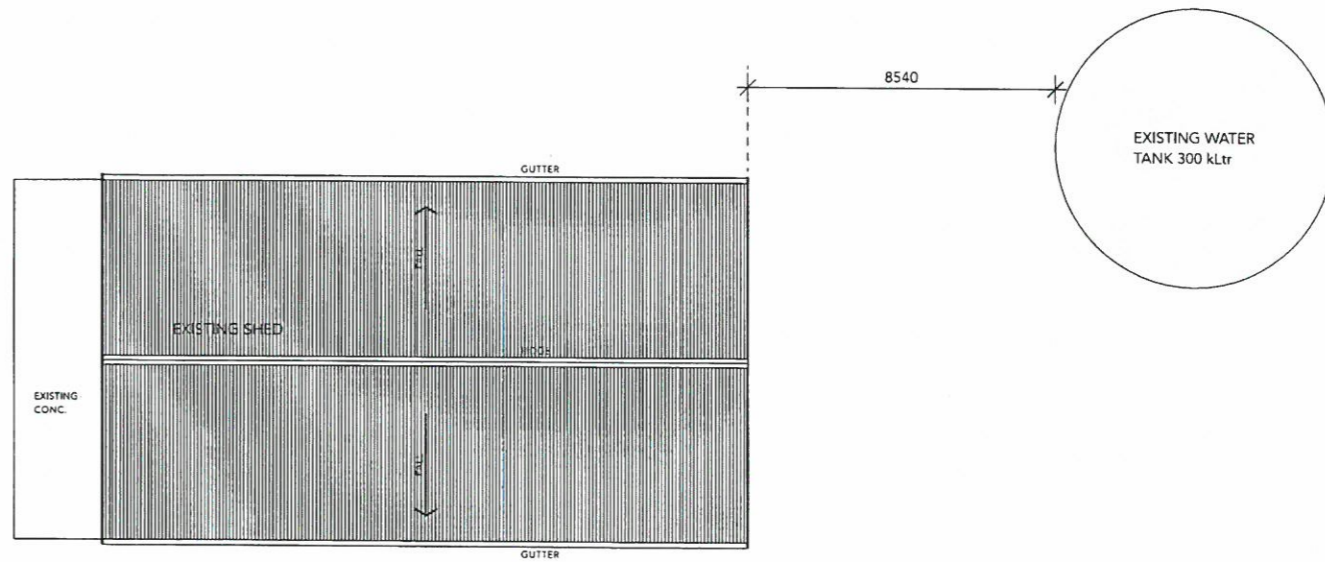 8540
EXISTING WATER
TANK 300 kLtr
GUTTER
FALL
EXISTING SHED
RIDGE
EXISTING
CONC.
FALL
GUTTER